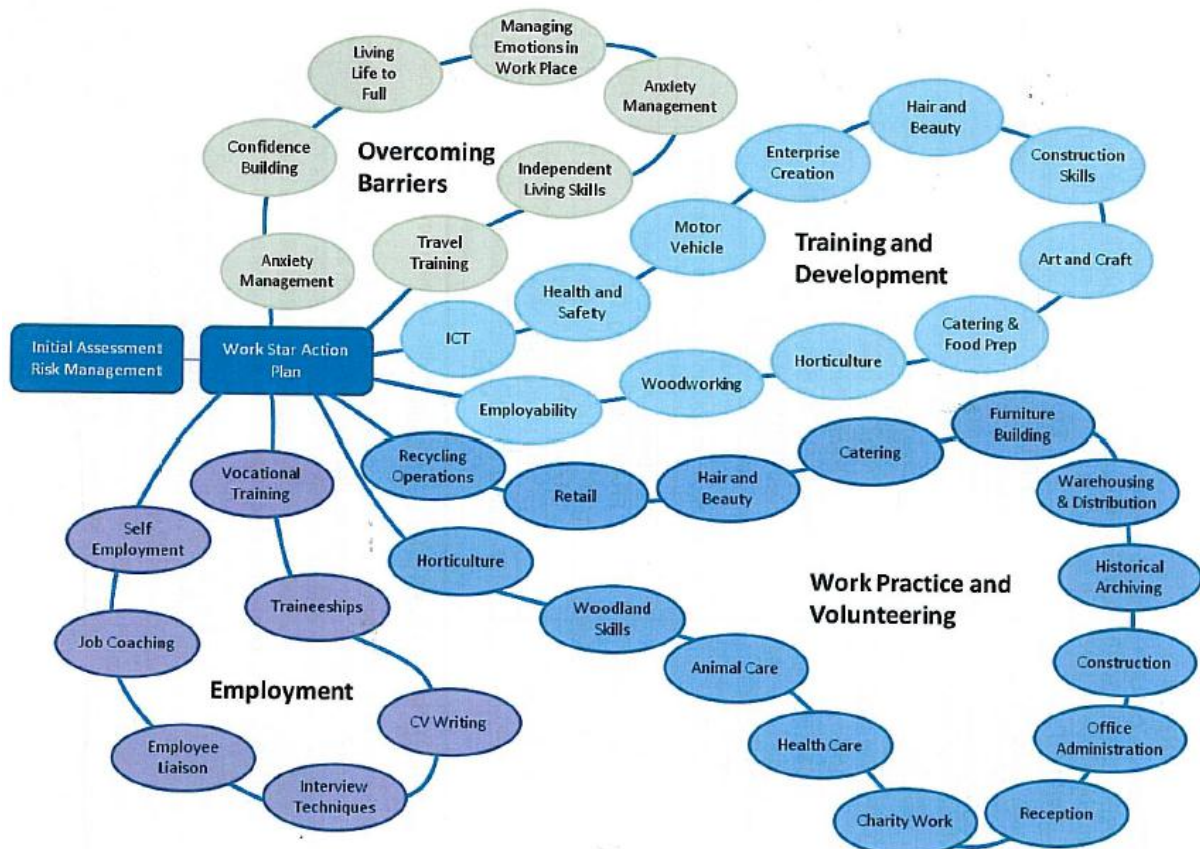 Managing
Emotions in
Work Place
Living
Life to
Full
Anxiety
Management
Confidence
Building
Overcoming
Barriers
Independent
Living Skills
Travel
Training
Anxiety
Management
Hair and
Beauty
Enterprise
Creation
Construction
Skills
Motor
Vehicle
Training and
Development
Art and Craft
Health and
Safety
ICT
Catering &
Food Prep
Horticulture
Woodworking
Employability
Initial Assessment
Risk Management
Work Star Action
Plan
Recycling
Operations
Retail
Hair and
Beauty
Catering
Furniture
Building
Warehousing
& Distribution
Historical
Archiving
Construction
Office
Administration
Reception
Charity Work
Health Care
Animal Care
Woodland
Skills
Horticulture
Work Practice and
Volunteering
Vocational
Training
Self
Employment
Traineeships
Job Coaching
Employment
CV Writing
Employee
Liaison
Interview
Techniques